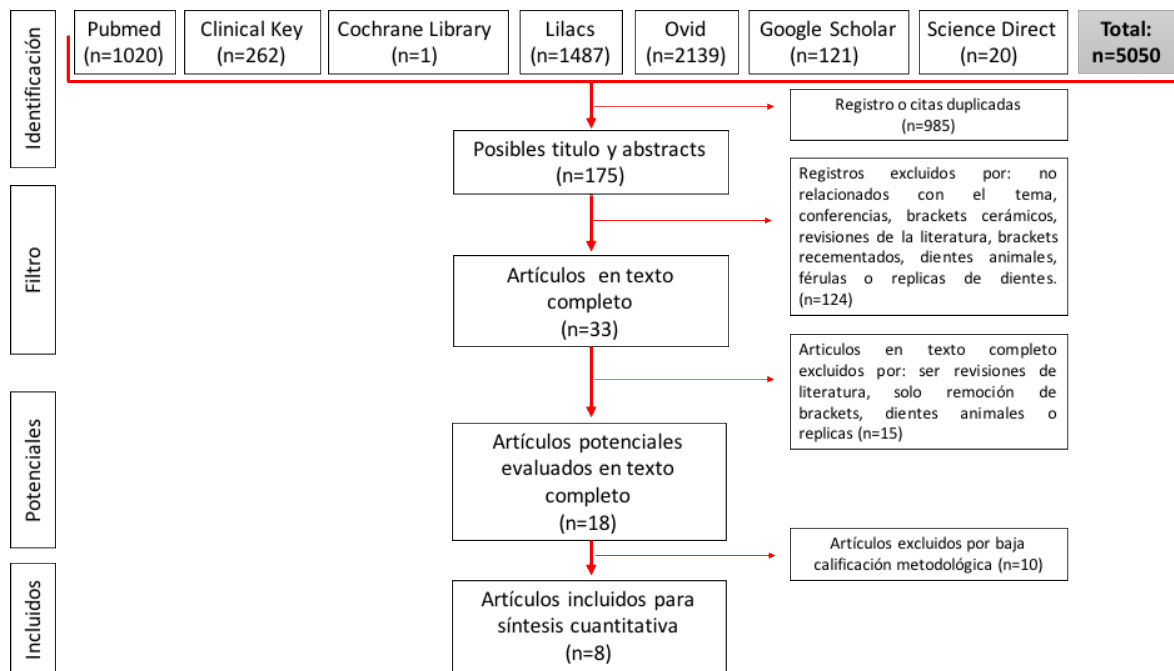 Identificación
Pubmed
(n=1020)
Clinical Key
(n=262)
Cochrane Library
(n=1)
Lilacs
(n=1487)
Ovid
(n=2139)
Google Scholar
(n=121)
Science Direct
(n=20)
Total:
n=5050
Registro o citas duplicadas
(n=985)
Posibles titulo y abstracts
(n=175)
Filtro
Registros excluidos por: no
relacionados con el tema,
conferencias, brackets cerámicos,
revisiones de la literatura, brackets
recementados, dientes animales,
férulas o replicas de dientes.
(n=124)
Artículos en texto
completo
(n=33)
Articulos en texto completo
excluidos por: ser revisiones de
literatura, solo remoción de
brackets, dientes animales o
replicas (n=15)
Potenciales
Artículos potenciales
evaluados en texto
completo
(n=18)
Artículos excluidos por baja
calificación metodológica (n=10)
Incluidos
Artículos incluidos para
síntesis cuantitativa
(n=8)